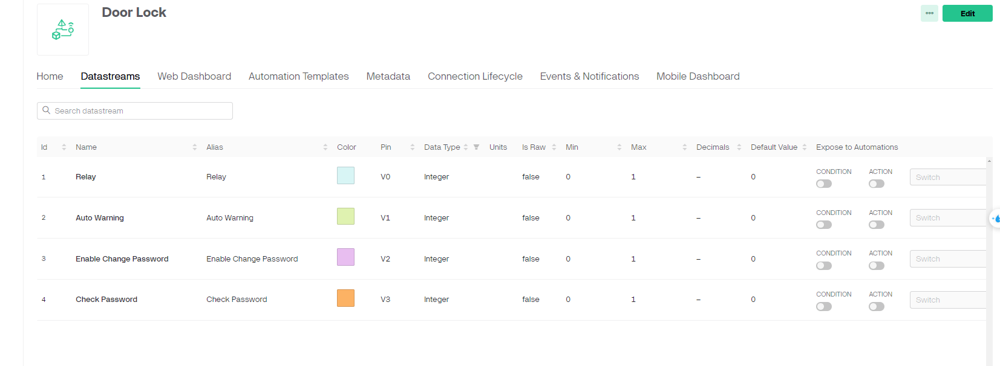 Door Lock
Edit
Home Datastreams Web Dashboard Automation Templates Metadata Connection Lifecycle Events & Notifications Mobile Dashboard
Search datastream
Id Name Alias Color Pin Data Type Units Is Raw Min Max Decimals Default Value Expose to Automations
1 Relay Relay V0 Integer false 0 1 – 0 CONDITION ACTION Switch
2 Auto Warning Auto Warning V1 Integer false 0 1 – 0 CONDITION ACTION Switch
3 Enable Change Password Enable Change Password V2 Integer false 0 1 – 0 CONDITION ACTION Switch
4 Check Password Check Password V3 Integer false 0 1 – 0 CONDITION ACTION Switch